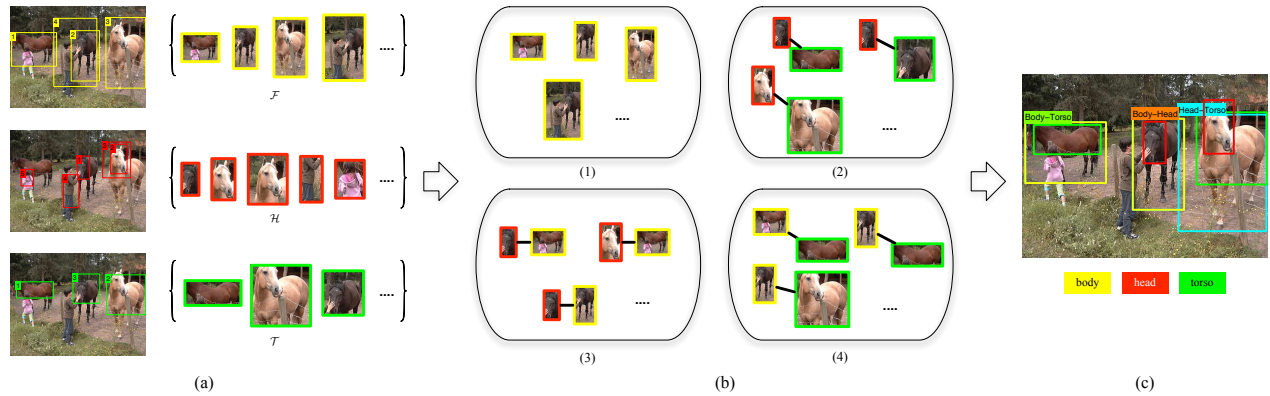 1
4
2
3
....
F
....
H
1
2
3
....
T
....
(1)
....
(2)
....
(3)
....
(4)
Body-Torso
Body-Head
Head-Torso
body
head
torso
(a)
(b)
(c)